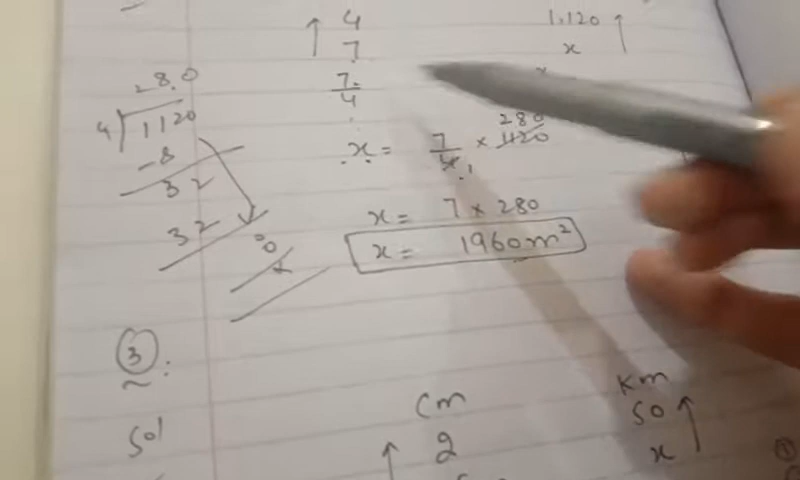 4 1.120
7 x
7
4
280
4 1120
-8
32
32
x = 7/4 × 1120
1 280
x = 7 × 280
x = 1960m²
3 :
Sol
Cm Km
2 50
x